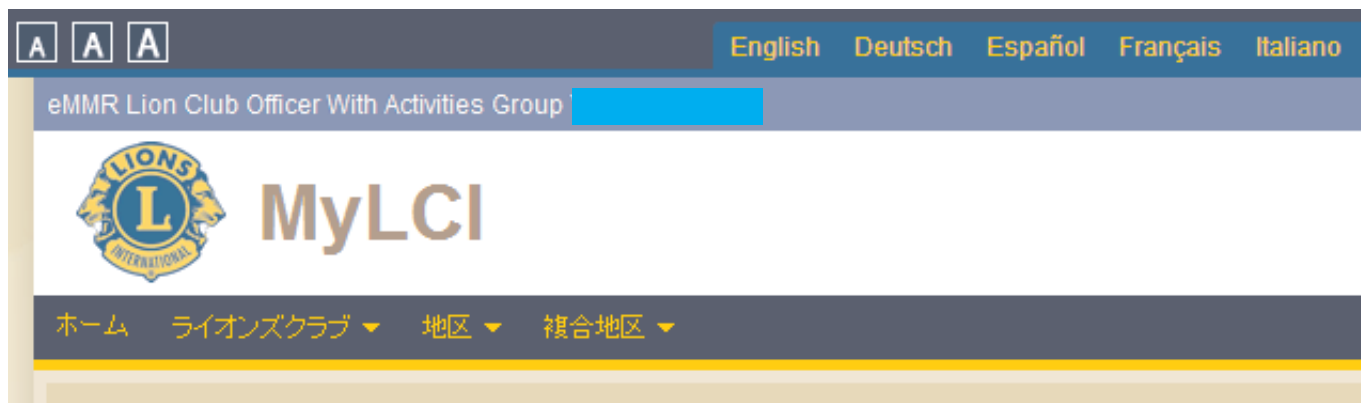 A A A
English Deutsch Español Français Italiano
eMMR Lion Club Officer With Activities Group
LIONS
L
INTERNATIONAL
MyLCI
ホーム ライオンズクラブ 地区 複合地区